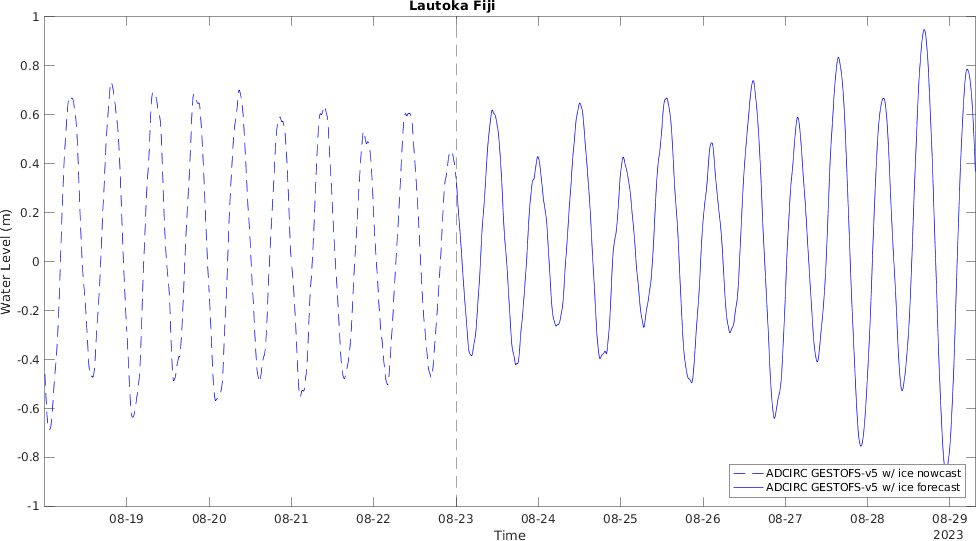 Lautoka Fiji
1
0.8
0.6
0.4
0.2
0
-0.2
-0.4
-0.6
-0.8
-1
Water Level (m)
08-19 08-20 08-21 08-22 08-23 08-24 08-25 08-26 08-27 08-28 08-29
2023
Time
ADCIRC GESTOFS-v5 w/ ice nowcast
ADCIRC GESTOFS-v5 w/ ice forecast